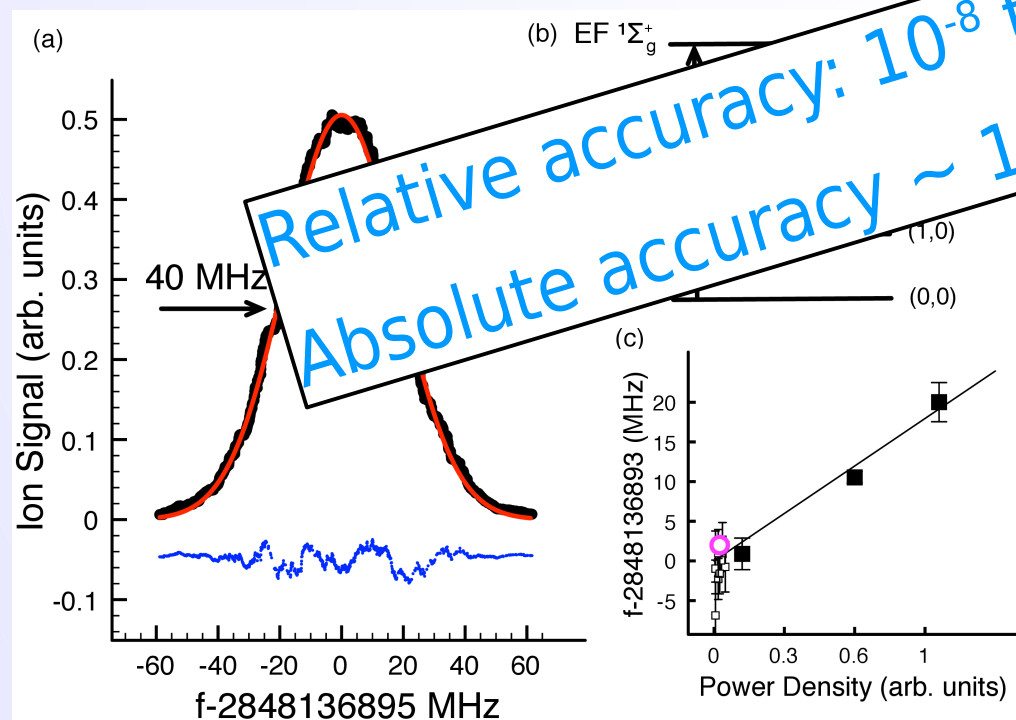 (a)
Ion Signal (arb. units)
0.5
0.4
0.3
0.2
0.1
0
-0.1
40 MHz
-60 -40 -20 0 20 40 60
f-2848136895 MHz
(b) EF ¹Σg⁺
(1,0)
(0,0)
Relative accuracy: 10⁻⁸
Absolute accuracy ~ 1
(c)
f-2848136893 (MHz)
20
15
10
5
0
-5
0 0.3 0.6 1
Power Density (arb. units)